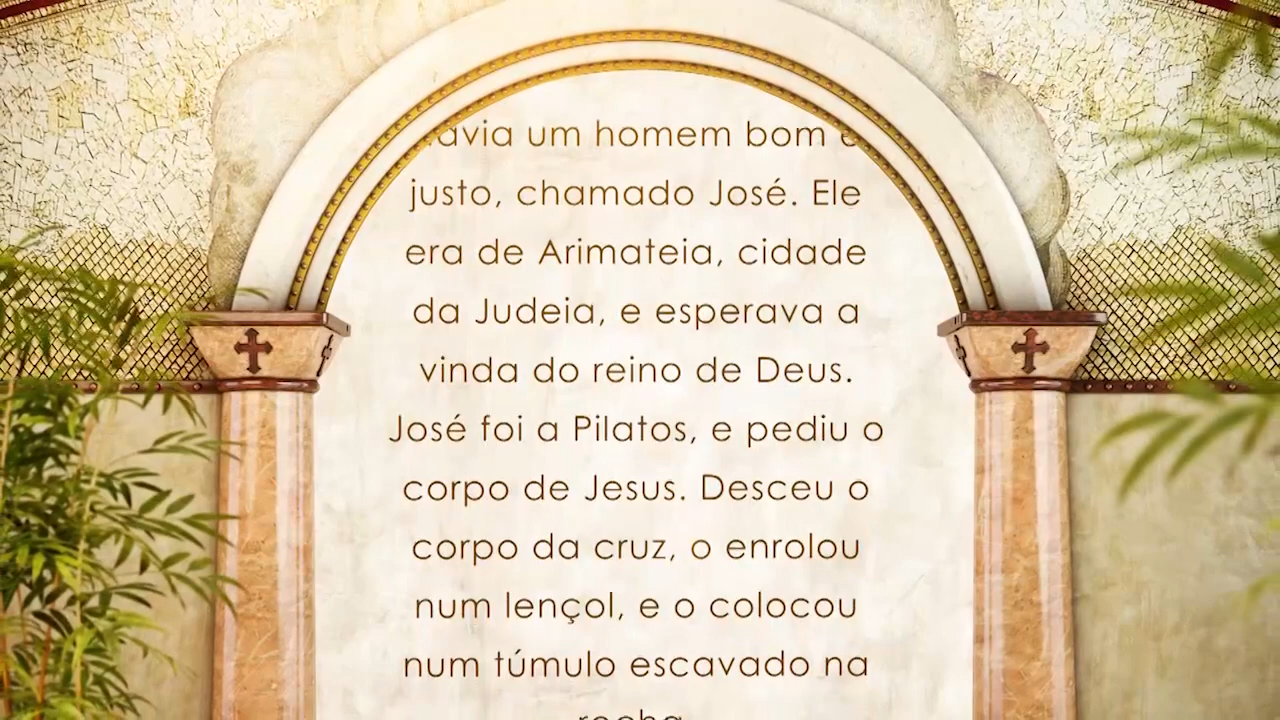 um homem bom e
justo, chamado José. Ele
era de Arimateia, cidade
da Judeia, e esperava a
vinda do reino de Deus.
José foi a Pilatos, e pediu o
corpo de Jesus. Desceu o
corpo da cruz, o enrolou
num lençol, e o colocou
num túmulo escavado na